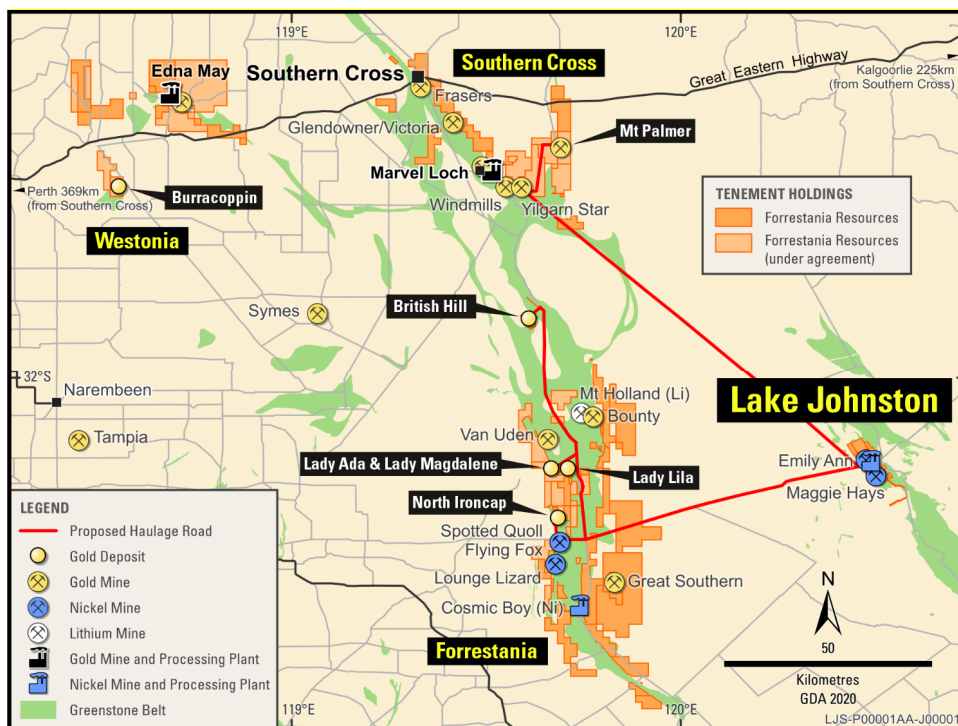 119°E
120°E
Edna May
Southern Cross
Southern Cross
Great Eastern Highway
Kalgoorlie 225km
(from Southern Cross)
Frasers
Glendowner/Victoria
Mt Palmer
Marvel Loch
Perth 369km
(from Southern Cross)
Burracoppin
Windmills
Yilgarn Star
Westonia
TENEMENT HOLDINGS
Forrestania Resources
Forrestania Resources
(under agreement)
British Hill
Symes
32°S
32°S
Narembeen
Mt Holland (Li)
Bounty
Lake Johnston
Tampia
Van Uden
Emily Ann
Lady Ada & Lady Magdalene
Lady Lila
Maggie Hays
North Ironcap
Spotted Quoll
Flying Fox
Lounge Lizard
Great Southern
Cosmic Boy (Ni)
Forrestania
LEGEND
Proposed Haulage Road
Gold Deposit
Gold Mine
Nickel Mine
Lithium Mine
Gold Mine and Processing Plant
Nickel Mine and Processing Plant
Greenstone Belt
N
50
Kilometres
GDA 2020
119°E
120°E
LJS-P00001AA-J00001